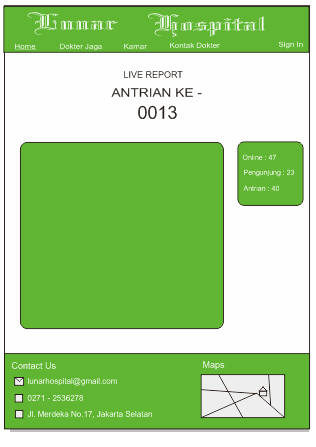 Lunar Hospital
Home Dokter Jaga Kamar Kontak Dokter Sign In
LIVE REPORT
ANTRIAN KE -
0013
Online : 47
Pengunjung : 23
Antrian : 40
Contact Us
lunarhospital@gmail.com
0271 - 2536278
Jl. Merdeka No.17, Jakarta Selatan
Maps